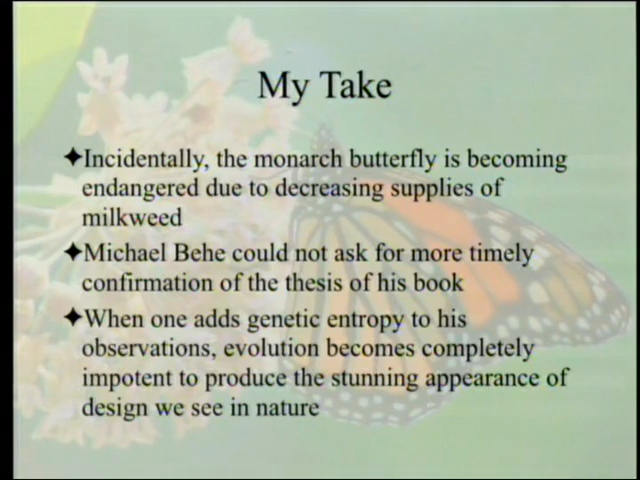 My Take
✦Incidentally, the monarch butterfly is becoming
endangered due to decreasing supplies of
milkweed
✦Michael Behe could not ask for more timely
confirmation of the thesis of his book
✦When one adds genetic entropy to his
observations, evolution becomes completely
impotent to produce the stunning appearance of
design we see in nature